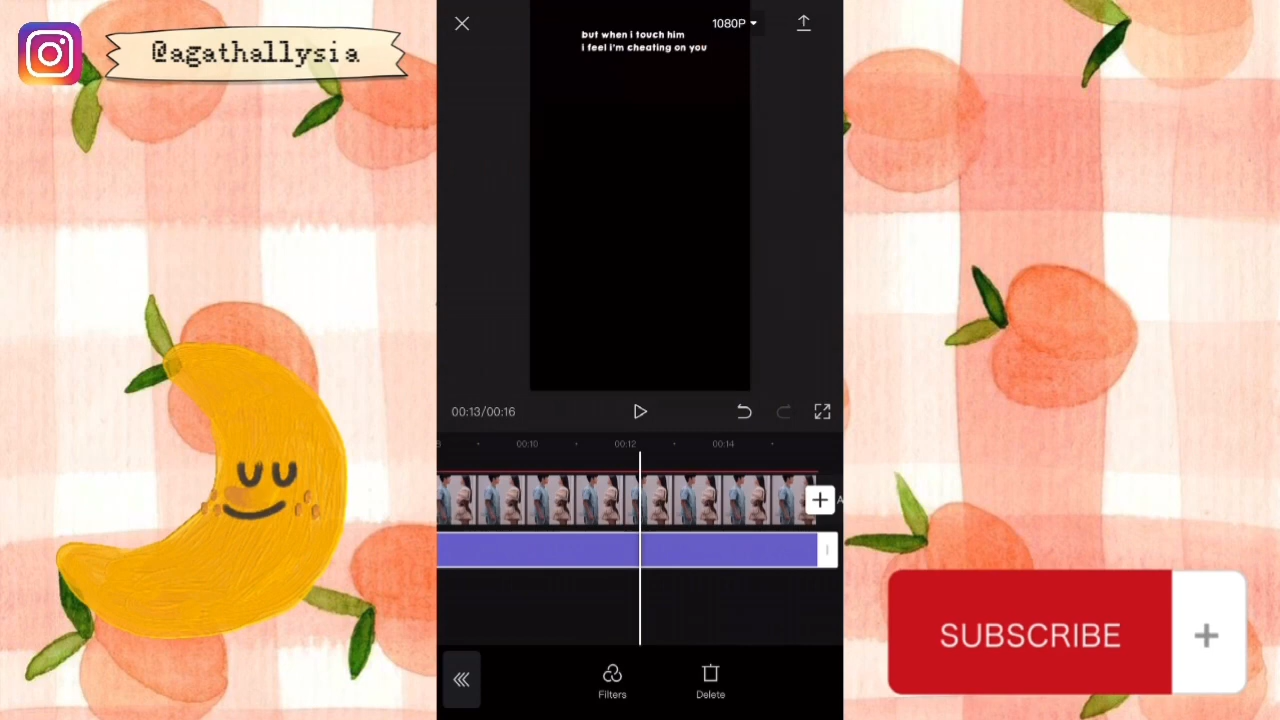 @agathallysia
1080P
but when i touch him
i feel i'm cheating on you
00:13/00:16
00:10
00:12
00:14
Filters
Delete
SUBSCRIBE